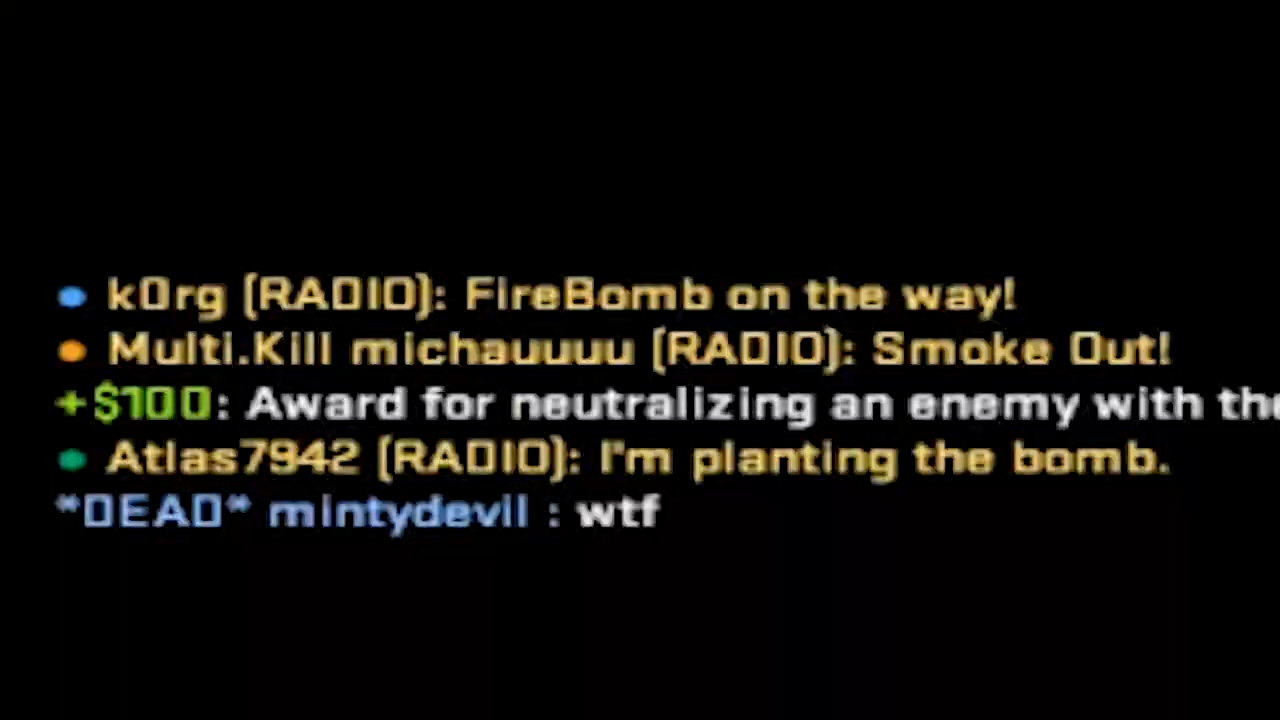 k0rg (RADIO): FireBomb on the way!
Multi.Kill michauuuu (RADIO): Smoke Out!
+$100: Award for neutralizing an enemy with the
Atlas7942 (RADIO): I'm planting the bomb.
*DEAD* mintydevil : wtf